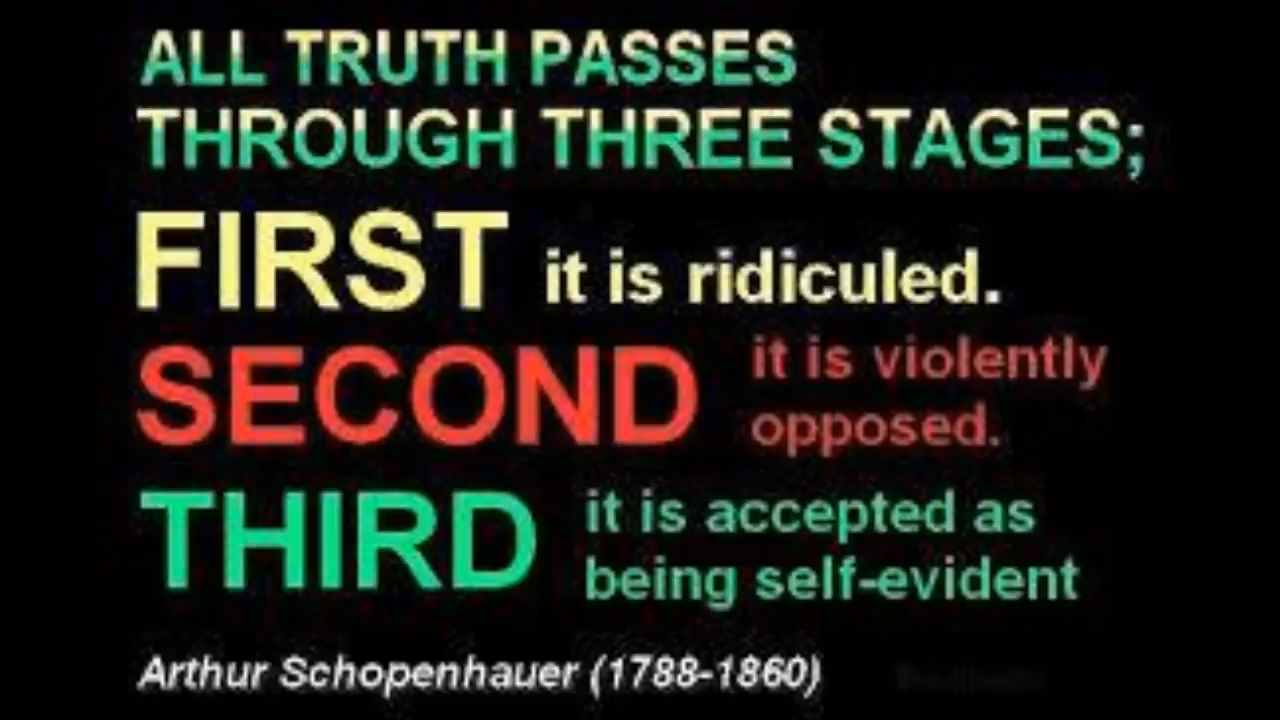 ALL TRUTH PASSES
THROUGH THREE STAGES;
FIRST it is ridiculed.
SECOND it is violently
opposed.
THIRD it is accepted as
being self-evident
Arthur Schopenhauer (1788-1860)